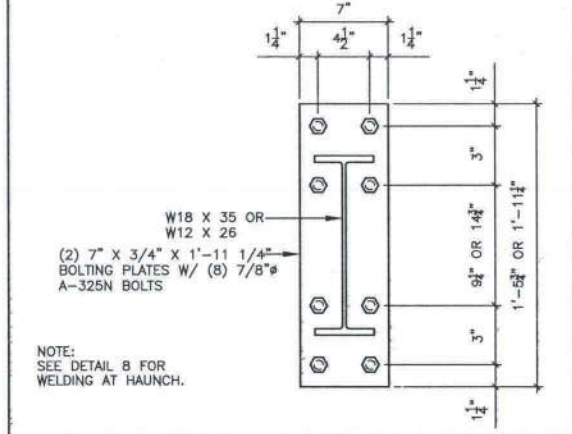 7"
1¼" 4½" 1¼"
1¼"
3"
9¼" OR 14¾"
1'-5¾" OR 1'-11¼"
3"
1¼"
W18 X 35 OR
W12 X 26
(2) 7" X 3/4" X 1'-11 1/4"
BOLTING PLATES W/ (8) 7/8"ø
A-325N BOLTS
NOTE:
SEE DETAIL 8 FOR
WELDING AT HAUNCH.